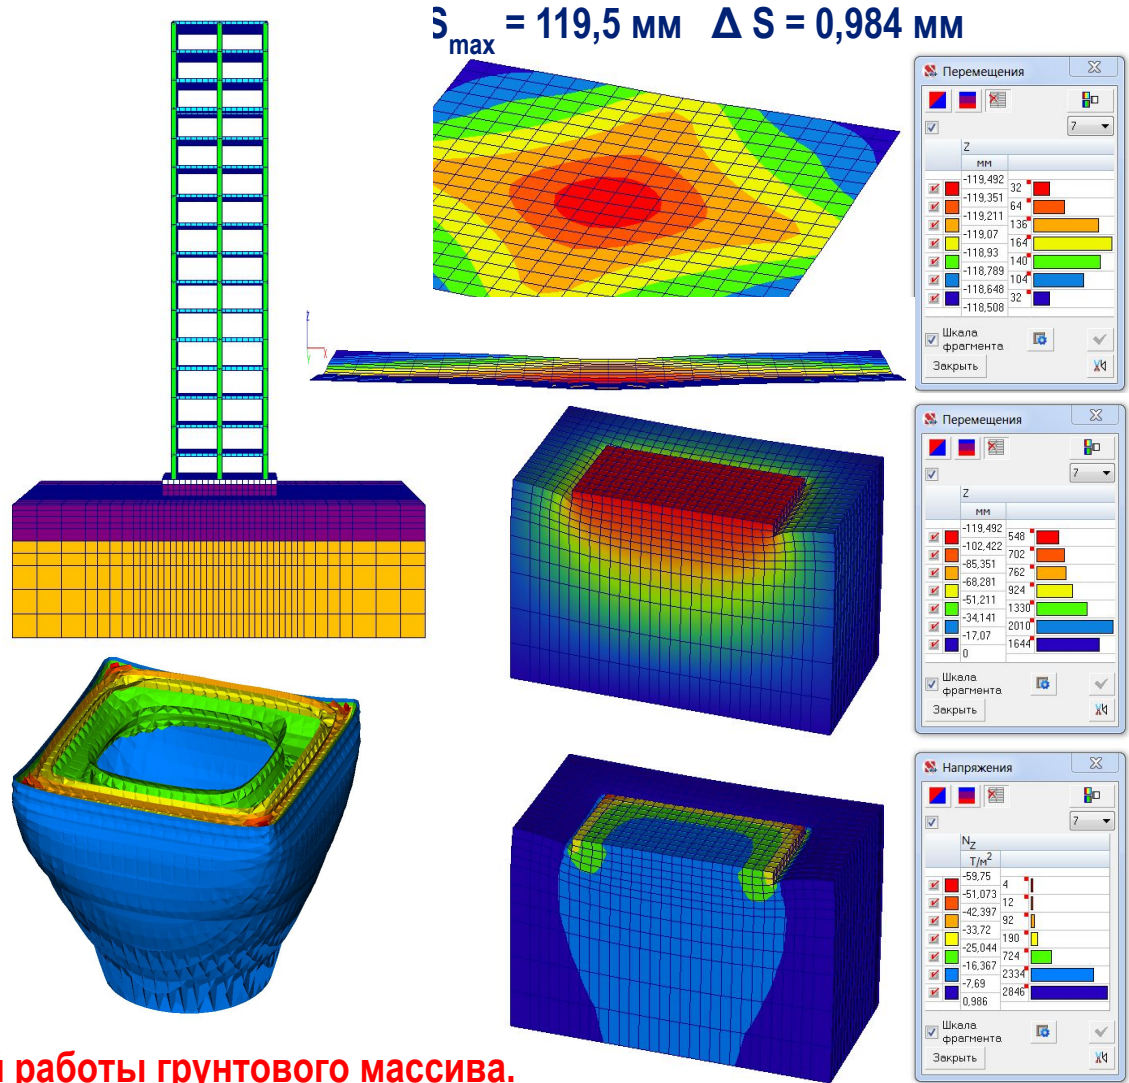 S max = 119,5 мм Δ S = 0,984 мм
Перемещения
7
Z
мм
-119,492
32
-119,351
64
-119,211
136
-119,07
164
-118,93
140
-118,789
104
-118,648
32
-118,508
Шкала
фрагмента
Закрыть
Z
X
Y
Перемещения
7
Z
мм
-119,492
548
-102,422
702
-85,351
762
-68,281
924
-51,211
1330
-34,141
2010
-17,07
1644
0
Шкала
фрагмента
Закрыть
Напряжения
7
NZ
Т/м2
-59,75
4
-51,073
12
-42,397
92
-33,72
190
-25,044
724
-16,367
2334
-7,69
2846
0,986
Шкала
фрагмента
Закрыть
работы грунтового массива.